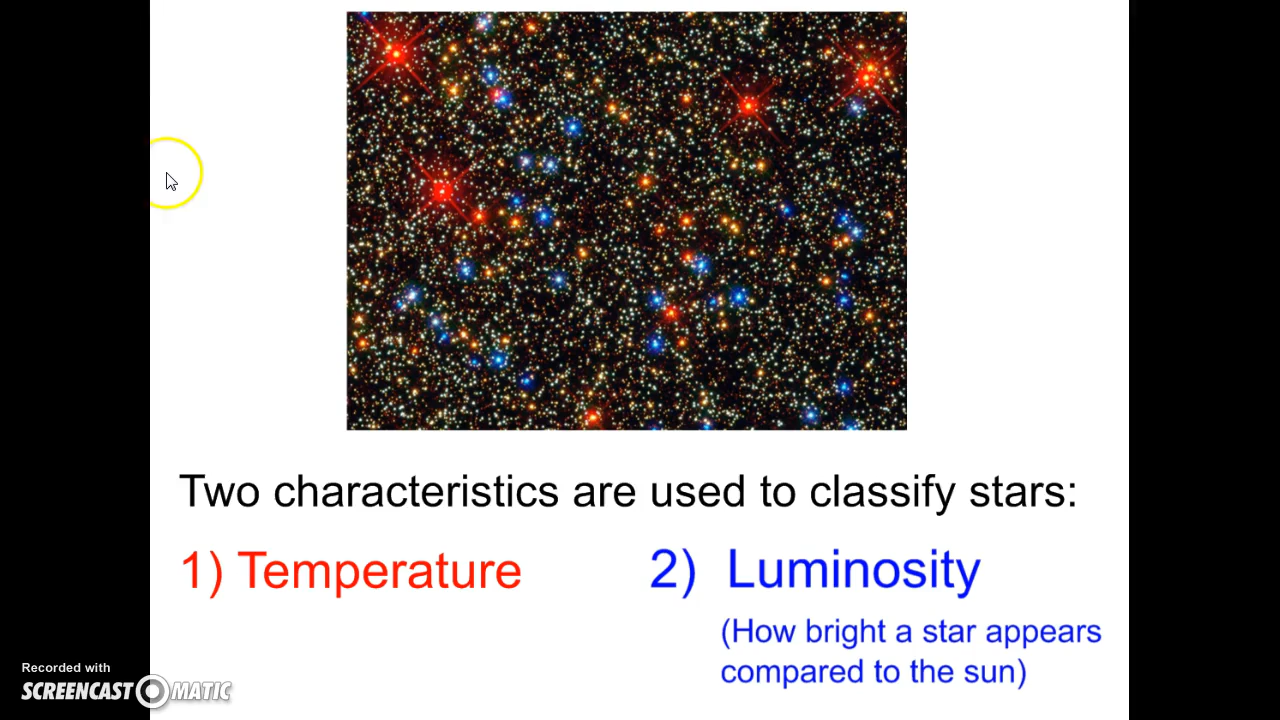 Two characteristics are used to classify stars:
1) Temperature
2) Luminosity
(How bright a star appears
compared to the sun)
Recorded with
SCREENCAST O MATIC